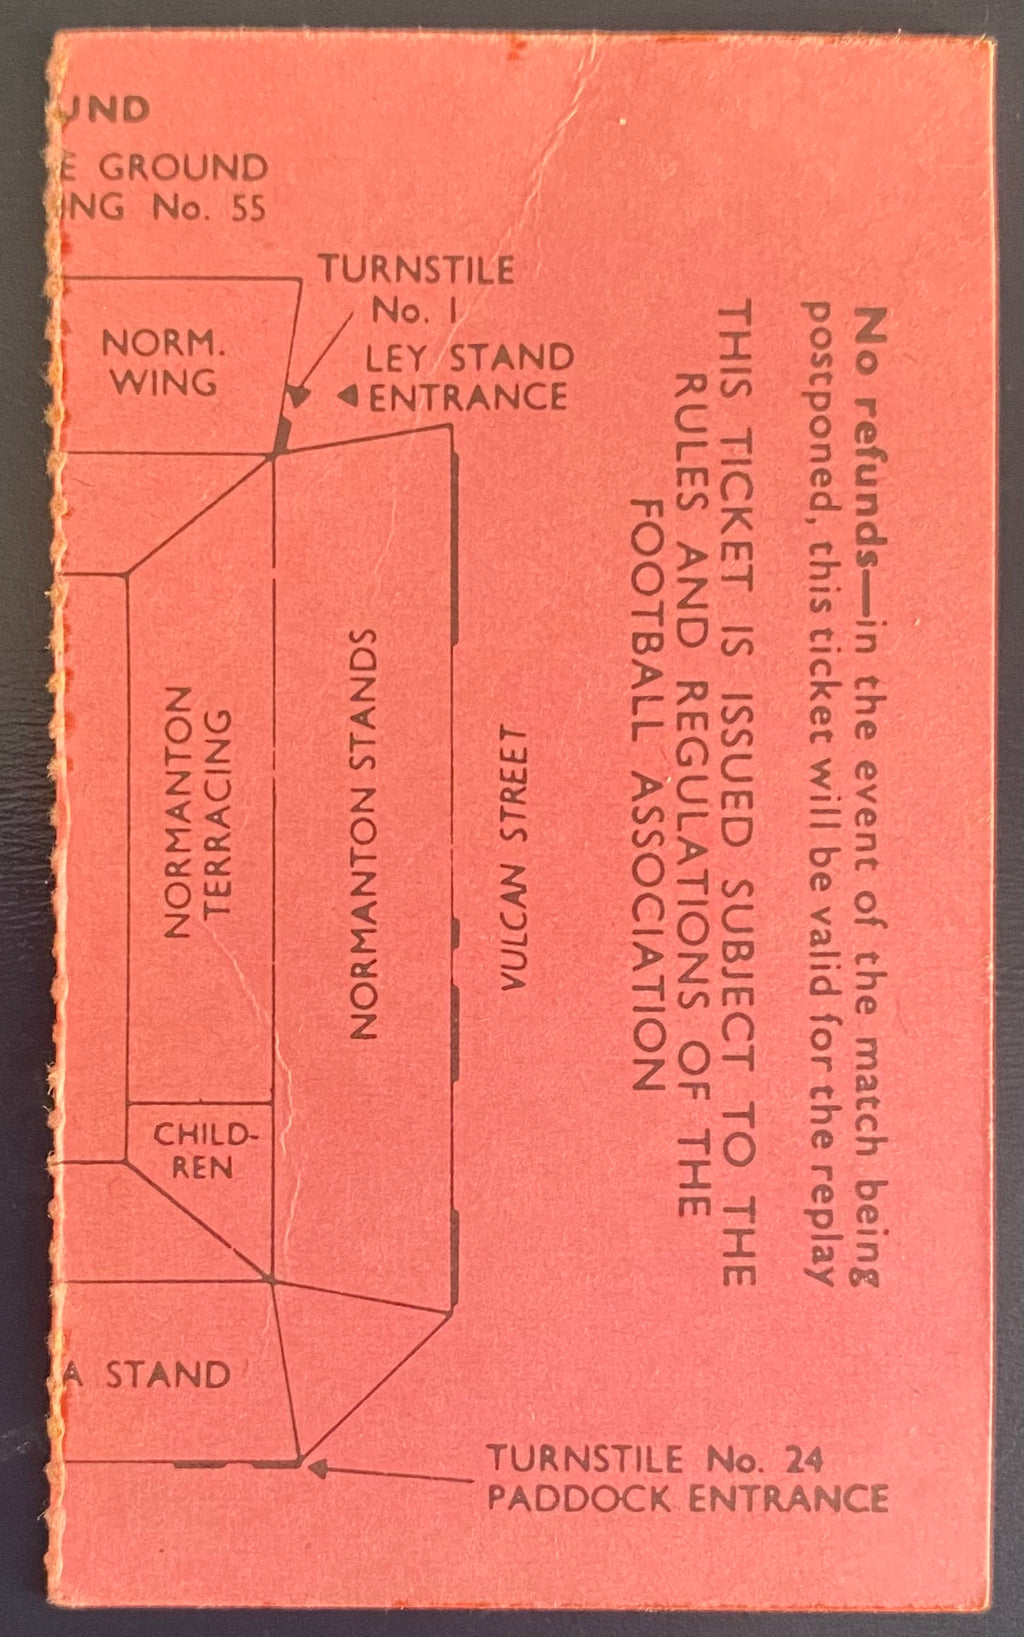 UND
E GROUND
ING No. 55
TURNSTILE
No. 1
LEY STAND
ENTRANCE
NORM.
WING
NORMANTON
TERRACING
NORMANTON STANDS
VULCAN STREET
CHILD-
REN
A STAND
TURNSTILE No. 24
PADDOCK ENTRANCE
No refunds—in the event of the match being
postponed, this ticket will be valid for the replay
THIS TICKET IS ISSUED SUBJECT TO THE
RULES AND REGULATIONS OF THE
FOOTBALL ASSOCIATION